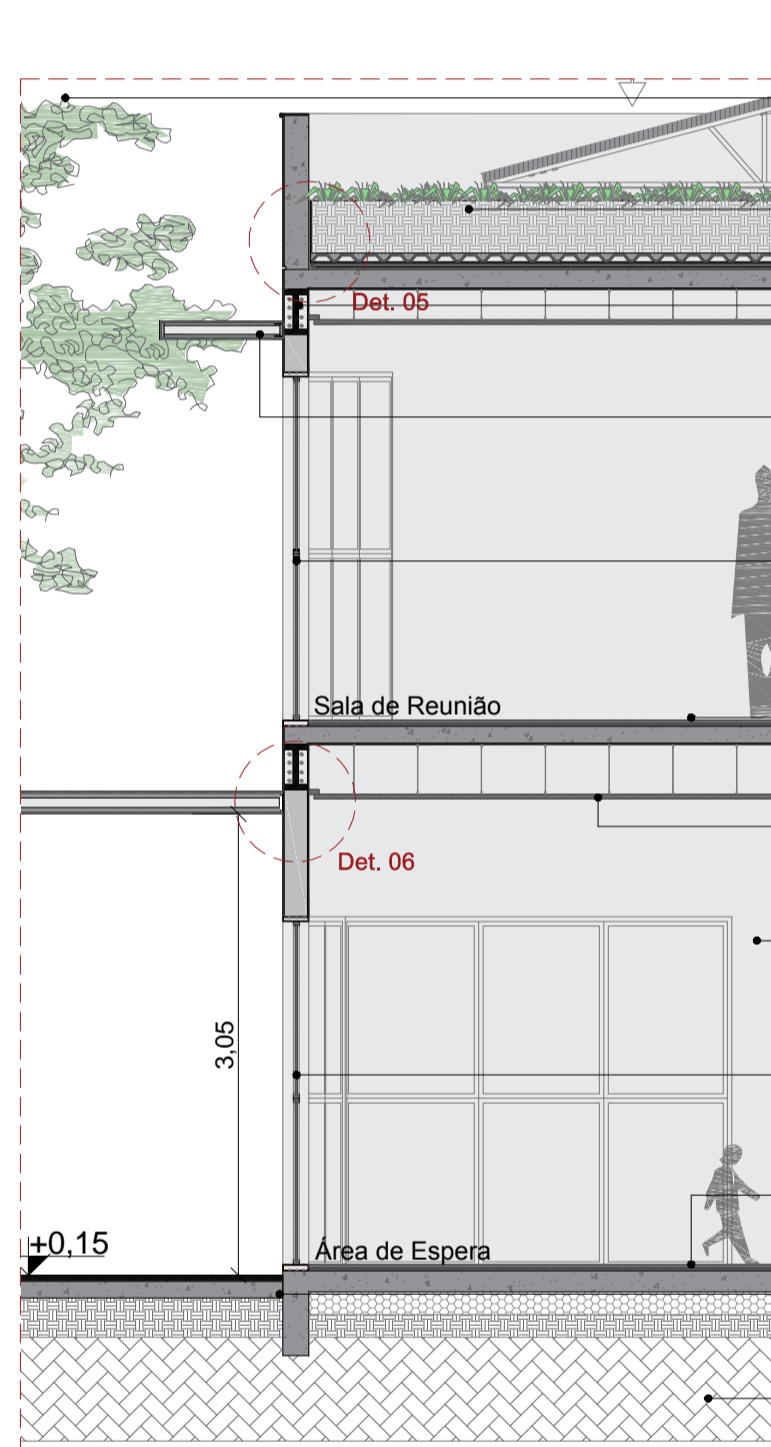 Det. 05
Sala de Reunião
Det. 06
3,05
+0,15
Área de Espera